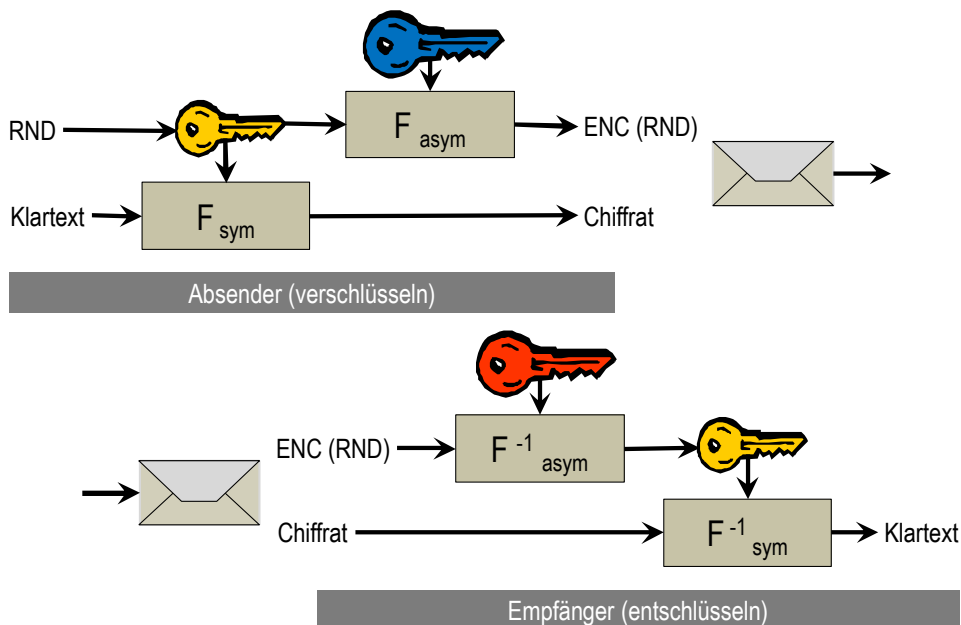 F asym
RND
ENC (RND)
Klartext
F sym
Chiffrat
Absender (verschlüsseln)
ENC (RND)
F -1 asym
Chiffrat
F -1 sym
Klartext
Empfänger (entschlüsseln)